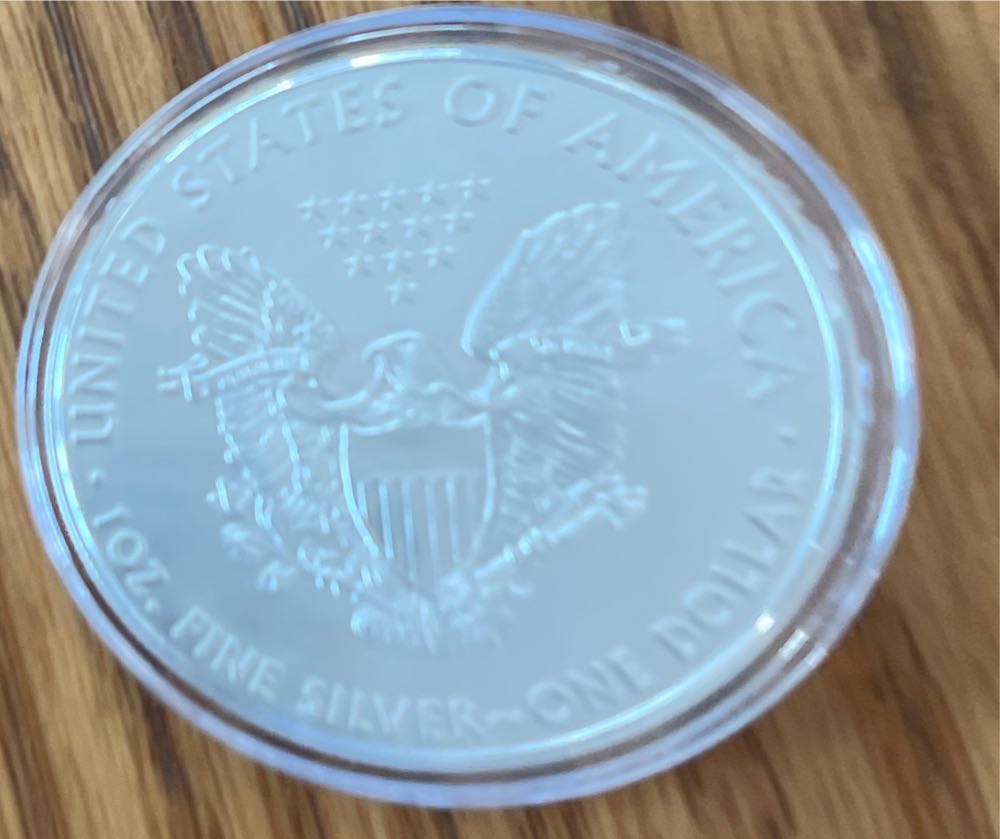 UNITED STATES OF AMERICA
· 1 OZ. FINE SILVER~ONE DOLLAR ·